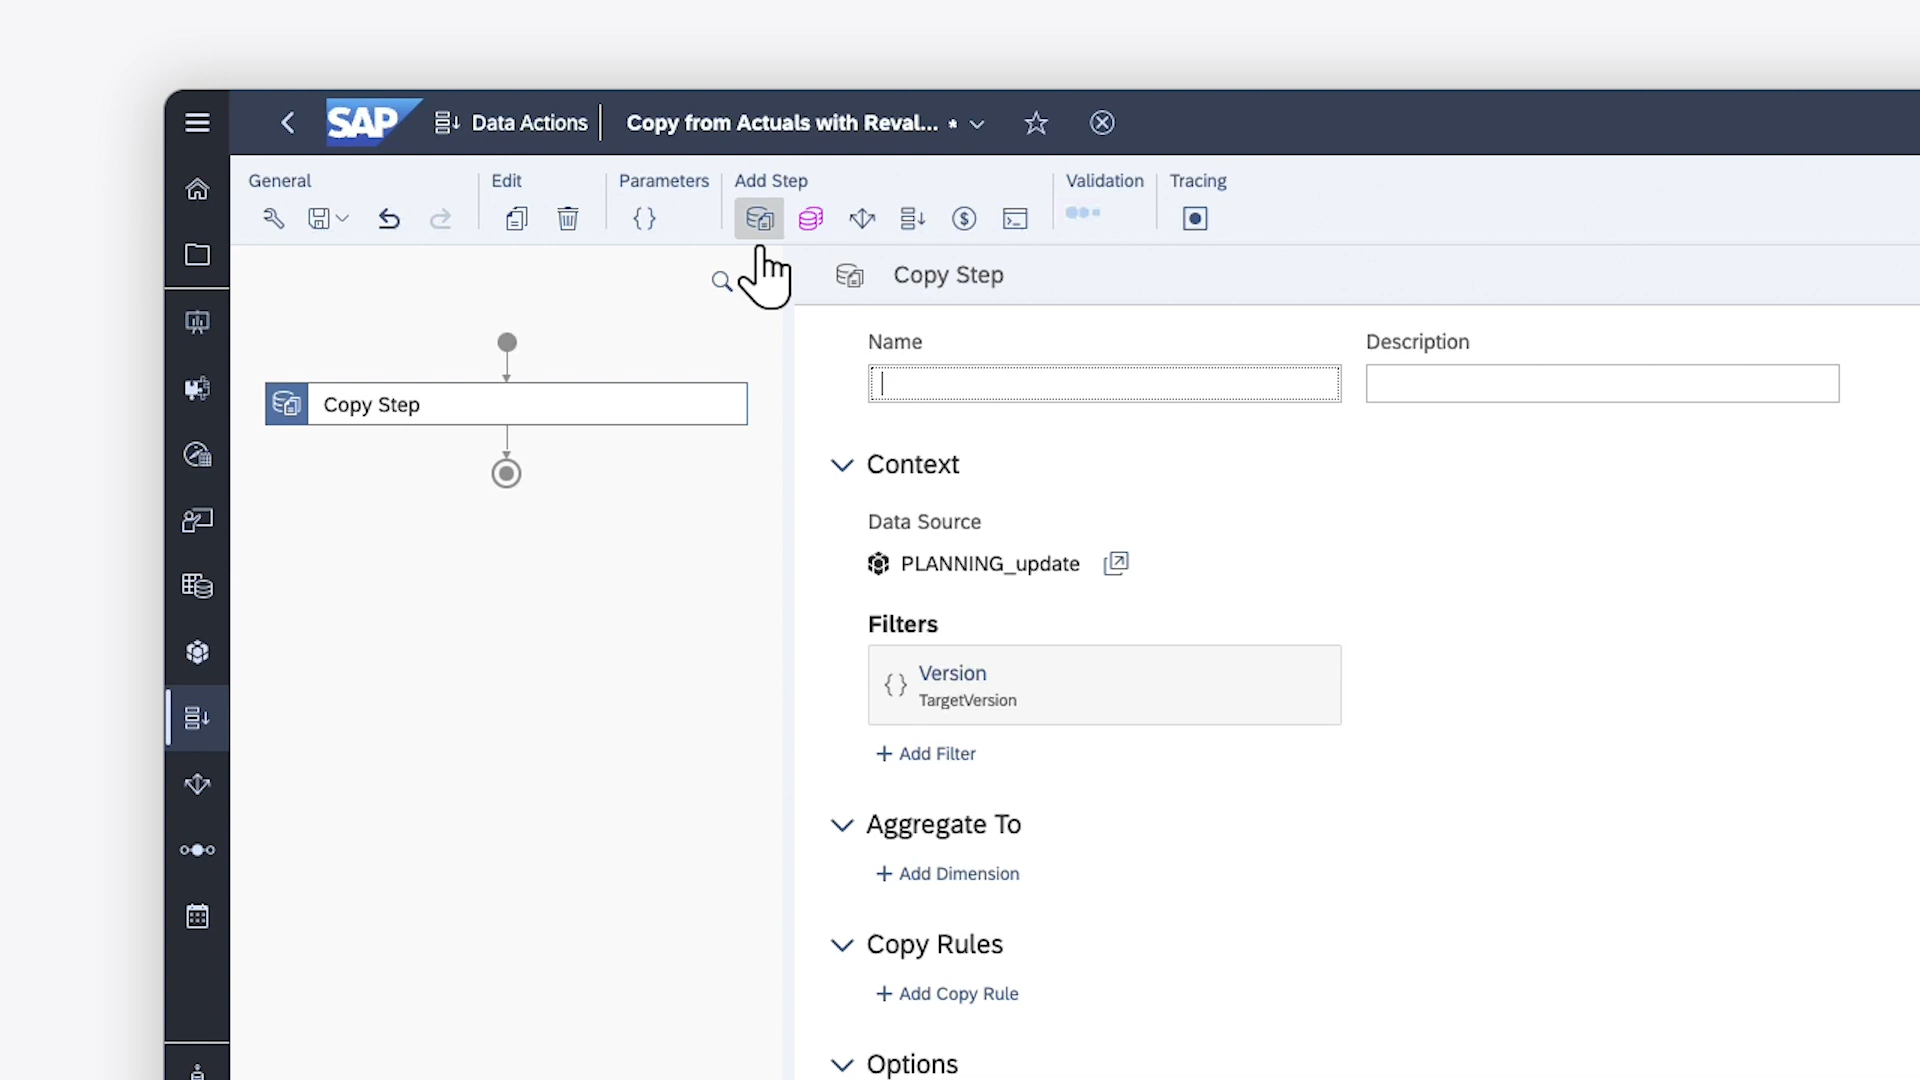 SAP
Data Actions
Copy from Actuals with Reval... *
General
Edit
Parameters
Add Step
Validation
Tracing
Copy Step
Name
Description
Copy Step
Context
Data Source
PLANNING_update
Filters
Version
TargetVersion
+ Add Filter
Aggregate To
+ Add Dimension
Copy Rules
+ Add Copy Rule
Options